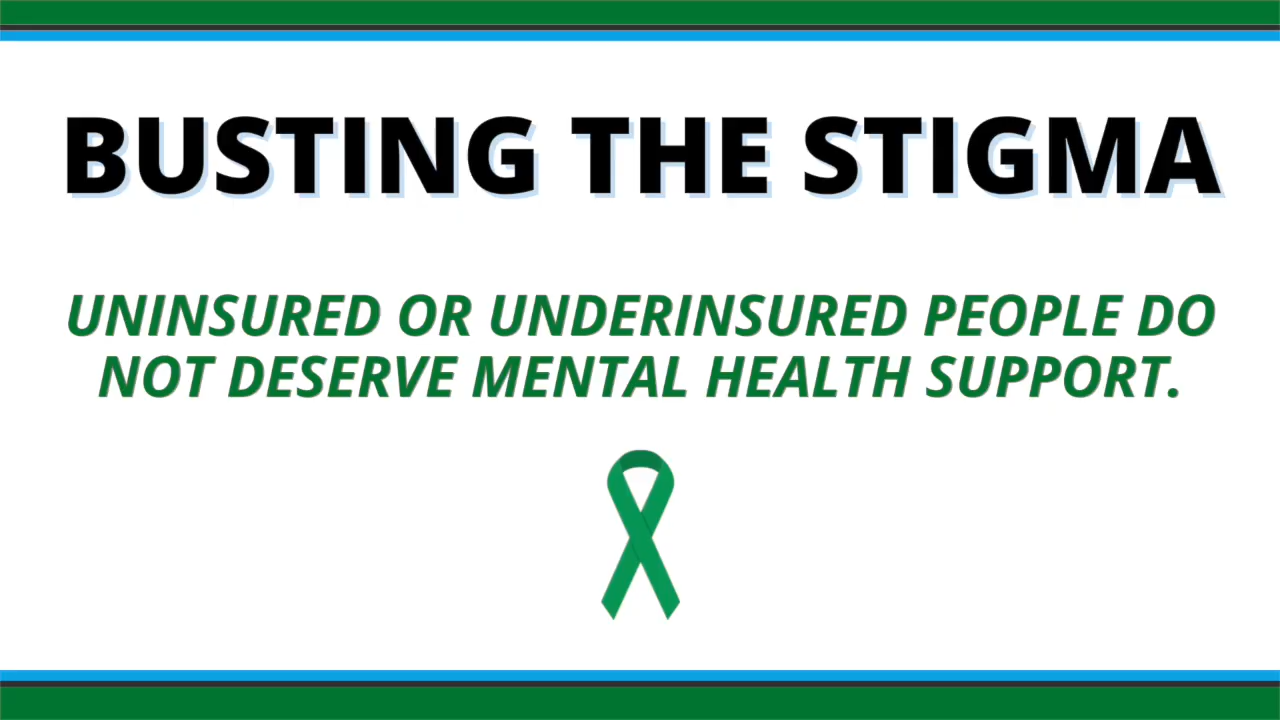 BUSTING THE STIGMA
UNINSURED OR UNDERINSURED PEOPLE DO
NOT DESERVE MENTAL HEALTH SUPPORT.